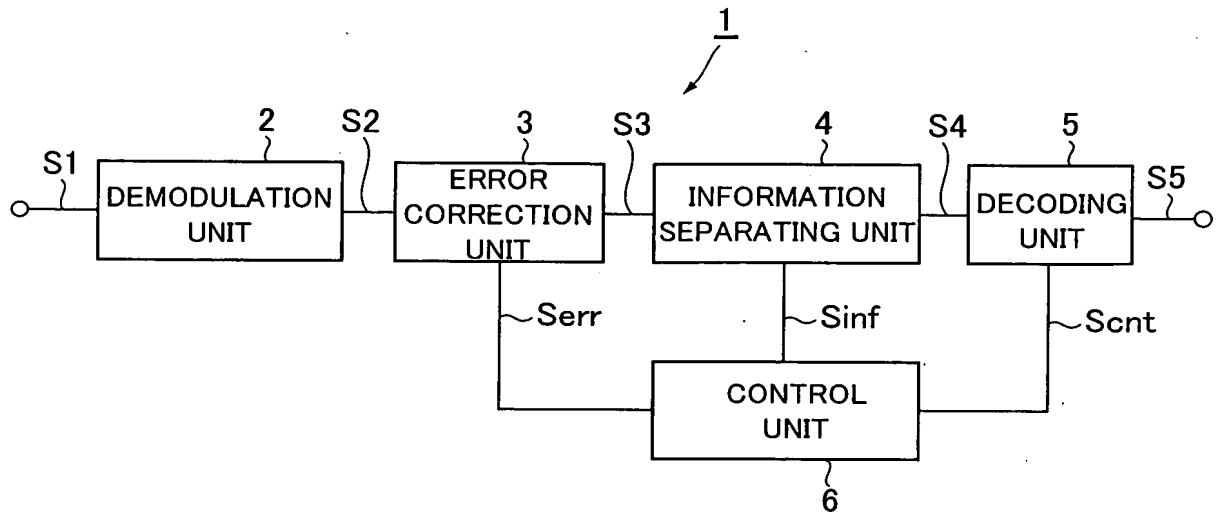 1
S1
2
DEMODULATION
UNIT
S2
3
ERROR
CORRECTION
UNIT
S3
4
INFORMATION
SEPARATING UNIT
S4
5
DECODING
UNIT
S5
Serr
Sinf
Scnt
CONTROL
UNIT
6